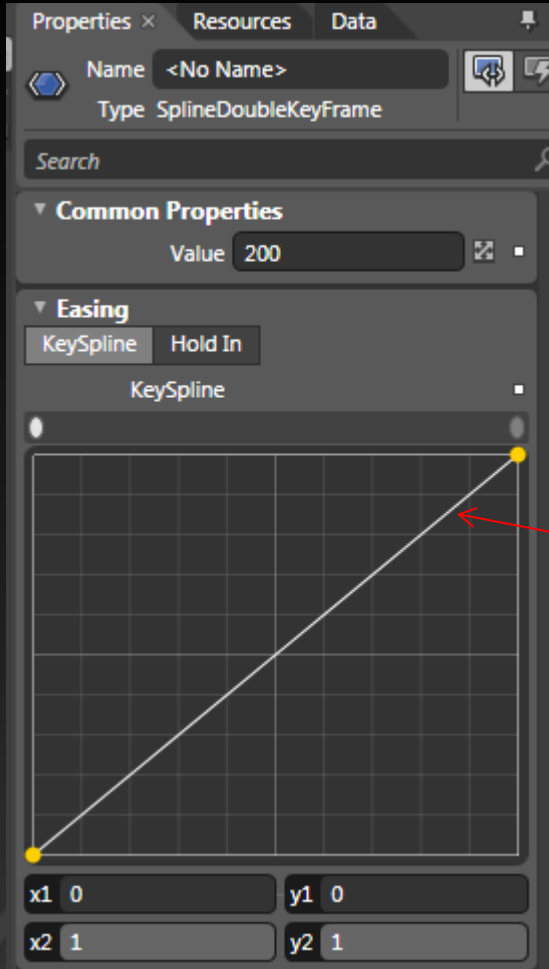 Properties × Resources Data
Name <No Name>
Type SplineDoubleKeyFrame
Search
Common Properties
Value 200
Easing
KeySpline Hold In
KeySpline
x1 0 y1 0
x2 1 y2 1